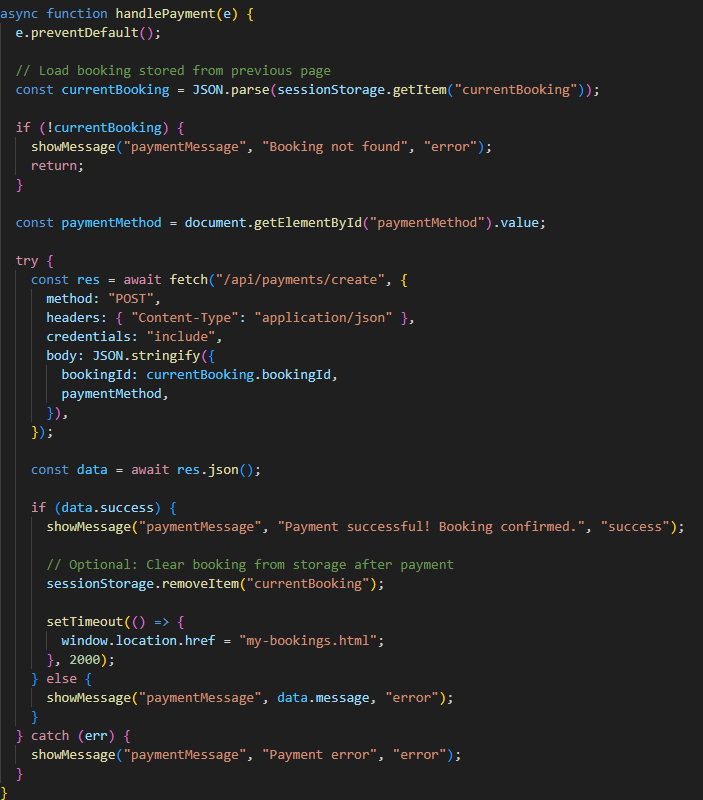 async function handlePayment(e) {
  e.preventDefault();

  // Load booking stored from previous page
  const currentBooking = JSON.parse(sessionStorage.getItem("currentBooking"));

  if (!currentBooking) {
    showMessage("paymentMessage", "Booking not found", "error");
    return;
  }

  const paymentMethod = document.getElementById("paymentMethod").value;

  try {
    const res = await fetch("/api/payments/create", {
      method: "POST",
      headers: { "Content-Type": "application/json" },
      credentials: "include",
      body: JSON.stringify({
        bookingId: currentBooking.bookingId,
        paymentMethod,
      }),
    });

    const data = await res.json();

    if (data.success) {
      showMessage("paymentMessage", "Payment successful! Booking confirmed.", "success");

      // Optional: Clear booking from storage after payment
      sessionStorage.removeItem("currentBooking");

      setTimeout(() => {
        window.location.href = "my-bookings.html";
      }, 2000);
    } else {
      showMessage("paymentMessage", data.message, "error");
    }
  } catch (err) {
    showMessage("paymentMessage", "Payment error", "error");
  }
}